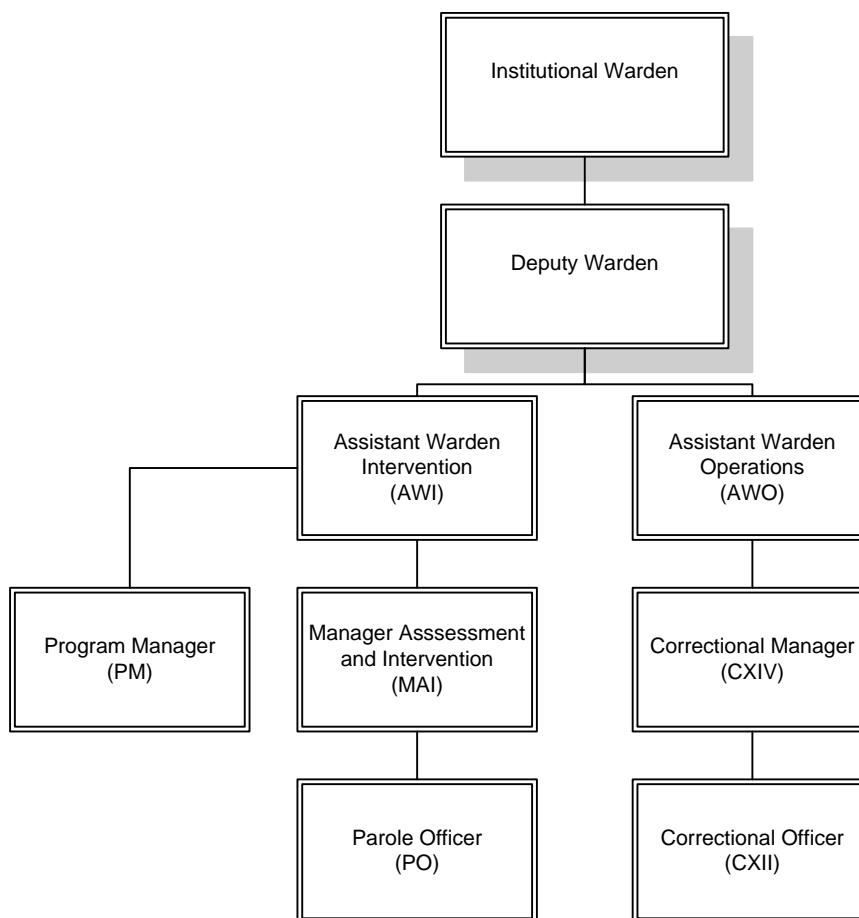 Institutional Warden
Deputy Warden
Assistant Warden
Intervention
(AWI)
Assistant Warden
Operations
(AWO)
Program Manager
(PM)
Manager Asssessment
and Intervention
(MAI)
Correctional Manager
(CXIV)
Parole Officer
(PO)
Correctional Officer
(CXII)